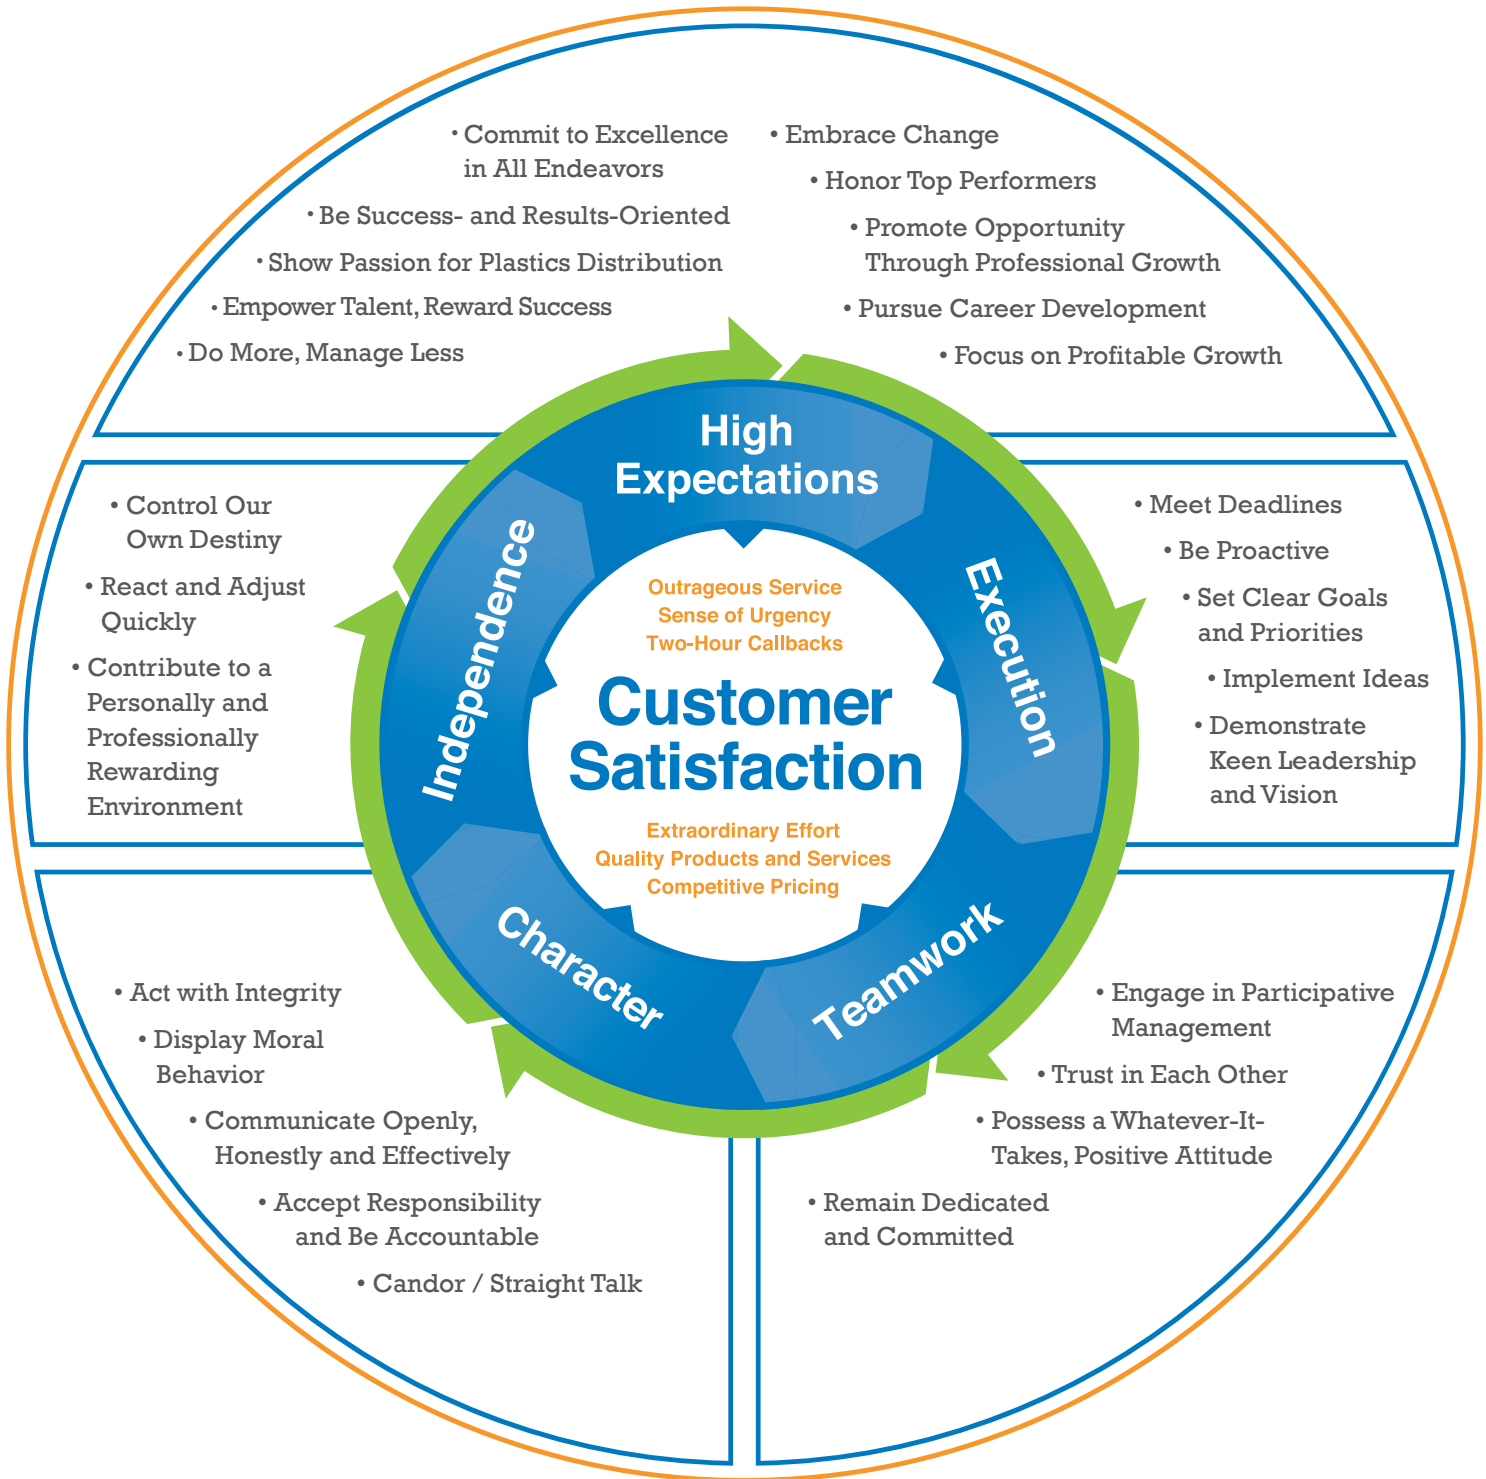 • Commit to Excellence
in All Endeavors
• Be Success- and Results-Oriented
• Show Passion for Plastics Distribution
• Empower Talent, Reward Success
• Do More, Manage Less
• Embrace Change
• Honor Top Performers
• Promote Opportunity
Through Professional Growth
• Pursue Career Development
• Focus on Profitable Growth
High
Expectations
• Control Our
Own Destiny
• React and Adjust
Quickly
• Contribute to a
Personally and
Professionally
Rewarding
Environment
Independence
Outrageous Service
Sense of Urgency
Two-Hour Callbacks
Customer
Satisfaction
Extraordinary Effort
Quality Products and Services
Competitive Pricing
Execution
• Meet Deadlines
• Be Proactive
• Set Clear Goals
and Priorities
• Implement Ideas
• Demonstrate
Keen Leadership
and Vision
Character
Teamwork
• Act with Integrity
• Display Moral
Behavior
• Communicate Openly,
Honestly and Effectively
• Accept Responsibility
and Be Accountable
• Candor / Straight Talk
• Engage in Participative
Management
• Trust in Each Other
• Possess a Whatever-It-
Takes, Positive Attitude
• Remain Dedicated
and Committed